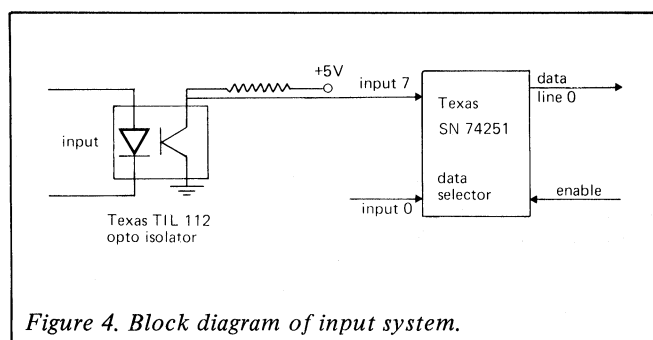 +5V
input 7
data
line 0
Texas
SN 74251
input
data
selector
enable
input 0
Texas TIL 112
opto isolator
Figure 4. Block diagram of input system.